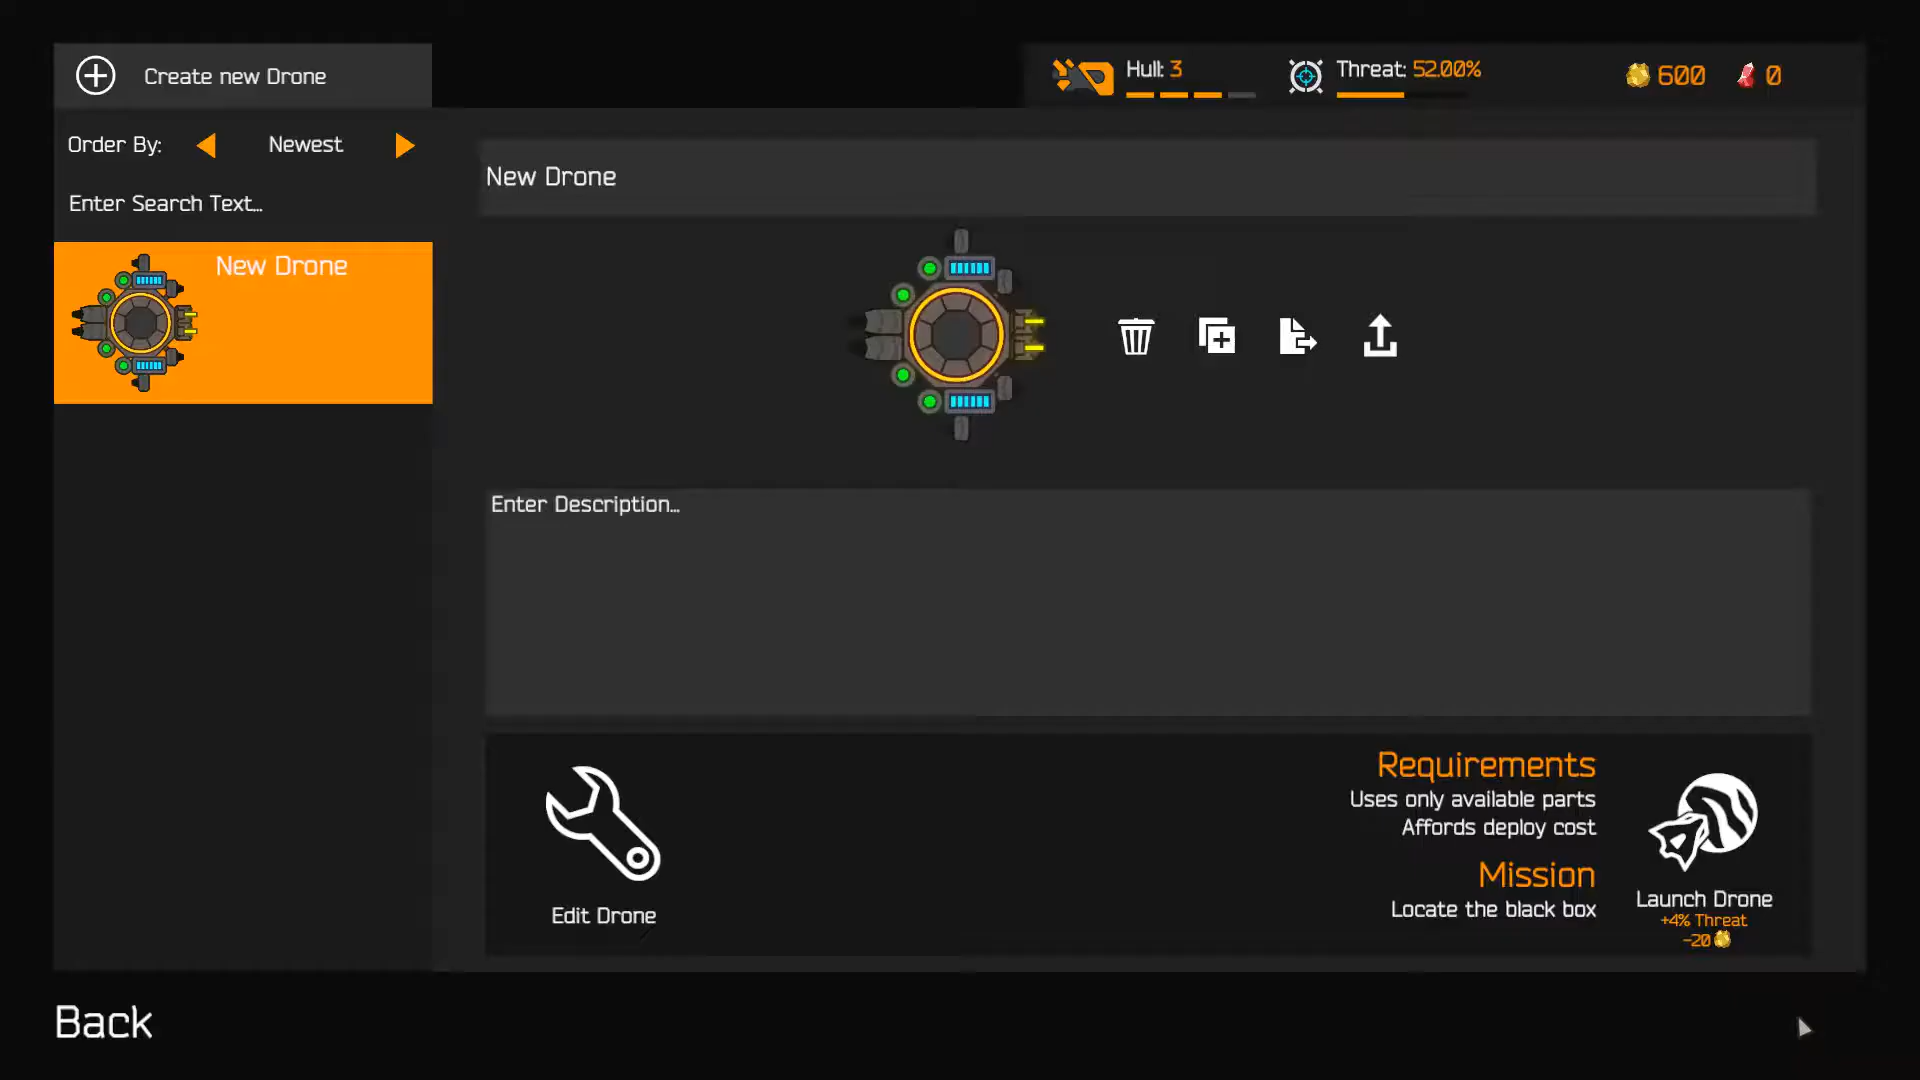 Create new Drone
Hull: 3
Threat: 52.00%
600
0
Order By:
Newest
Enter Search Text...
New Drone
New Drone
Enter Description...
Edit Drone
Requirements
Uses only available parts
Affords deploy cost
Mission
Locate the black box
Launch Drone
+4% Threat
-20
Back